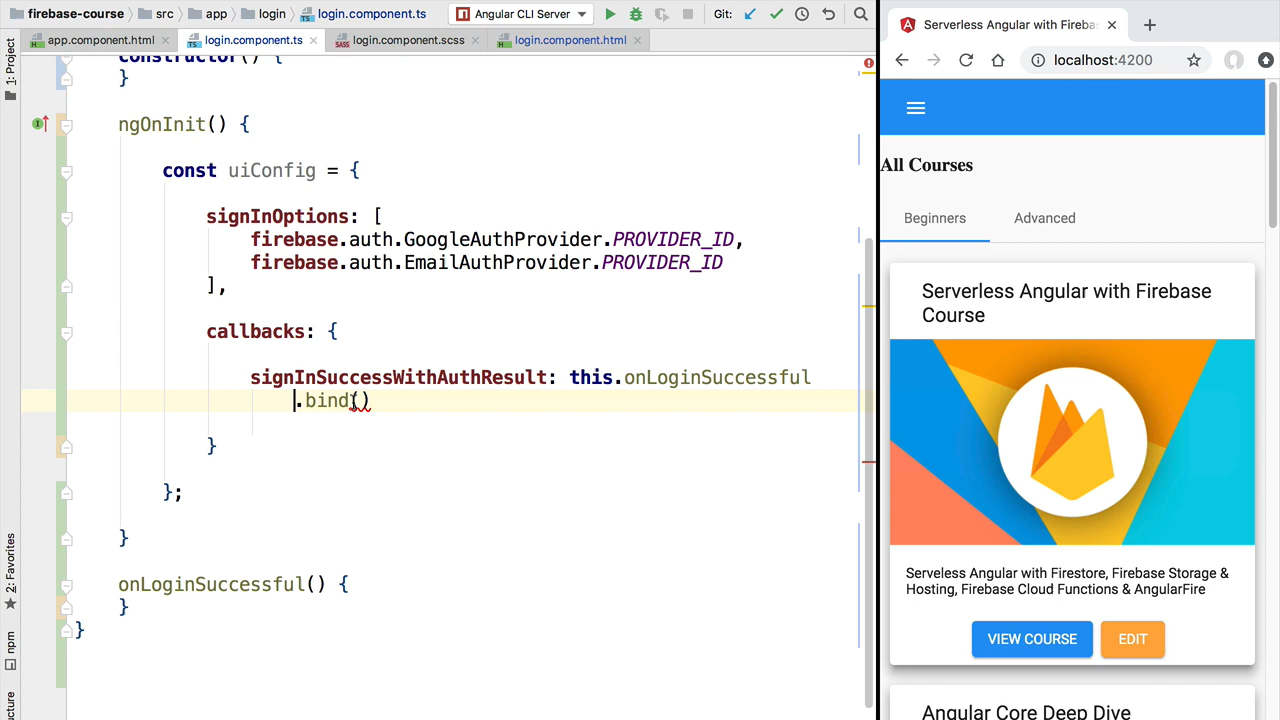 firebase-course
src
app
login
login.component.ts
Angular CLI Server
Git:
app.component.html
login.component.ts
login.component.scss
login.component.html
1: Project
2: Favorites
npm
constructor() {
}
ngOnInit() {
const uiConfig = {
signInOptions: [
firebase.auth.GoogleAuthProvider.PROVIDER_ID,
firebase.auth.EmailAuthProvider.PROVIDER_ID
],
callbacks: {
signInSuccessWithAuthResult: this.onLoginSuccessful
.bind()
}
};
}
onLoginSuccessful() {
}
}
Serverless Angular with Fireba
localhost:4200
All Courses
Beginners
Advanced
Serverless Angular with Firebase
Course
Serveless Angular with Firestore, Firebase Storage &
Hosting, Firebase Cloud Functions & AngularFire
VIEW COURSE
EDIT
Angular Core Deep Dive